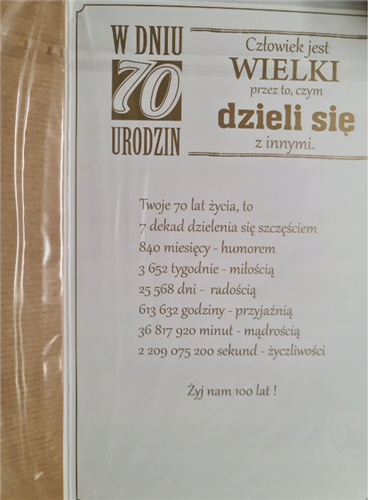 W DNIU
70
URODZIN
Człowiek jest
WIELKI
przez to, czym
dzieli się
z innymi.
Twoje 70 lat życia, to
7 dekad dzielenia się szczęściem
840 miesięcy - humorem
3 652 tygodnie - miłością
25 568 dni - radością
613 632 godziny - przyjaźnią
36 817 920 minut - mądrością
2 209 075 200 sekund - życzliwości
Żyj nam 100 lat !